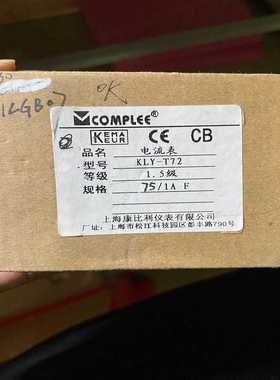 OK
COMPLEE®
KEMA KEUR CE CB
品名 电流表
型号 KLY-T72
等级 1.5级
规格 75/1A F
上海康比利仪表有限公司
厂址：上海市松江科技园区彭丰路790号